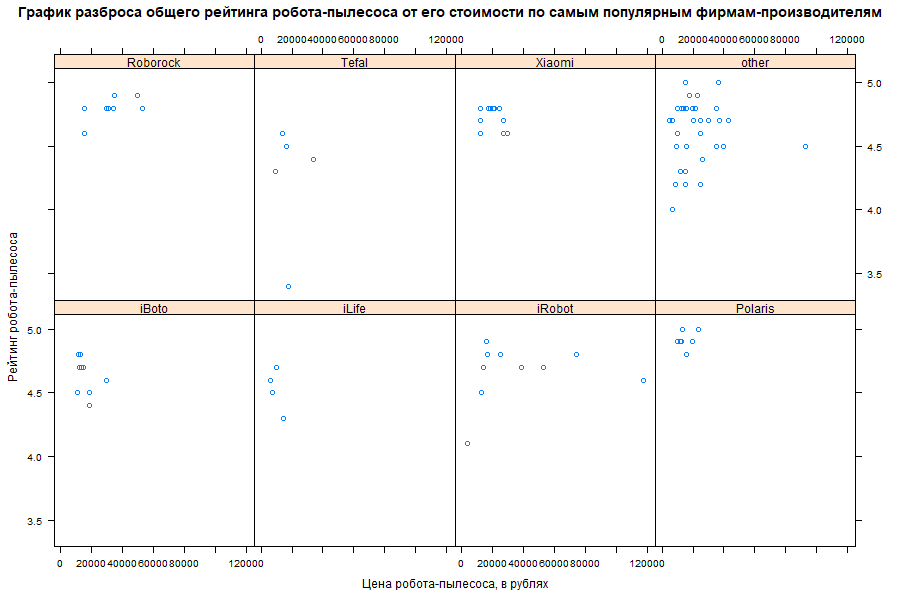 График разброса общего рейтинга робота-пылесоса от его стоимости по самым популярным фирмам-производителям
0 20000 40000 60000 80000 120000 0 20000 40000 60000 80000 120000
Roborock Tefal Xiaomi other
5.0
4.5
4.0
3.5
iBoto iLife iRobot Polaris
5.0
4.5
4.0
3.5
0 20000 40000 60000 80000 120000 0 20000 40000 60000 80000 120000
Рейтинг робота-пылесоса
Цена робота-пылесоса, в рублях